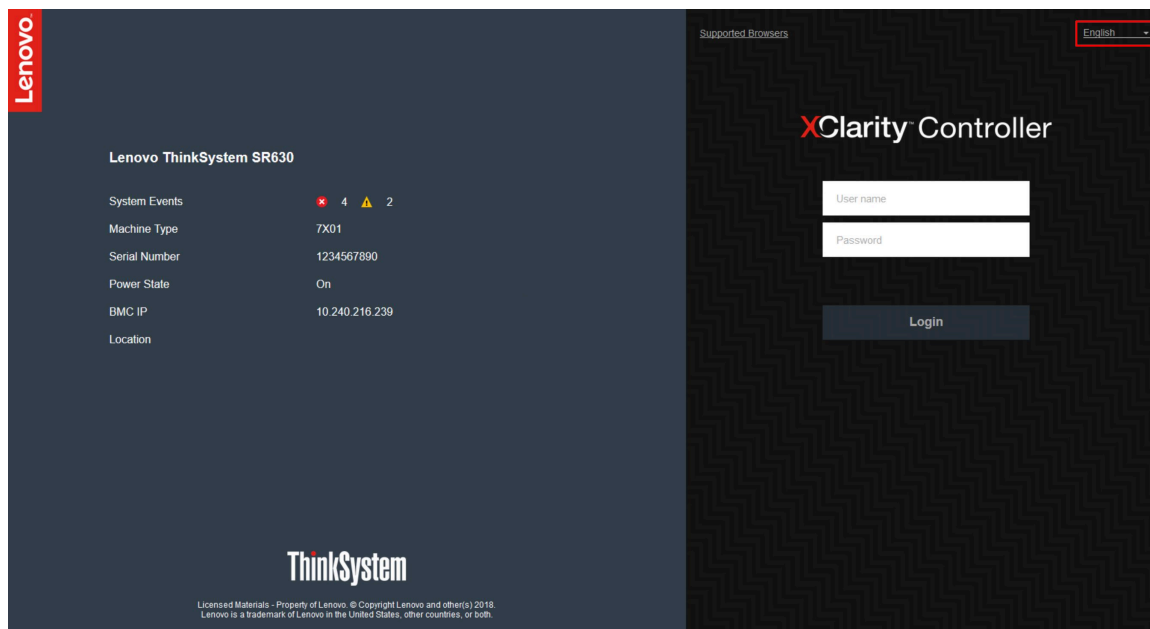 Lenovo
Lenovo ThinkSystem SR630
System Events 4 2
Machine Type 7X01
Serial Number 1234567890
Power State On
BMC IP 10.240.216.239
Location
ThinkSystem
Licensed Materials - Property of Lenovo. © Copyright Lenovo and other(s) 2018.
Lenovo is a trademark of Lenovo in the United States, other countries, or both.
Supported Browsers
English
XClarity™ Controller
User name
Password
Login